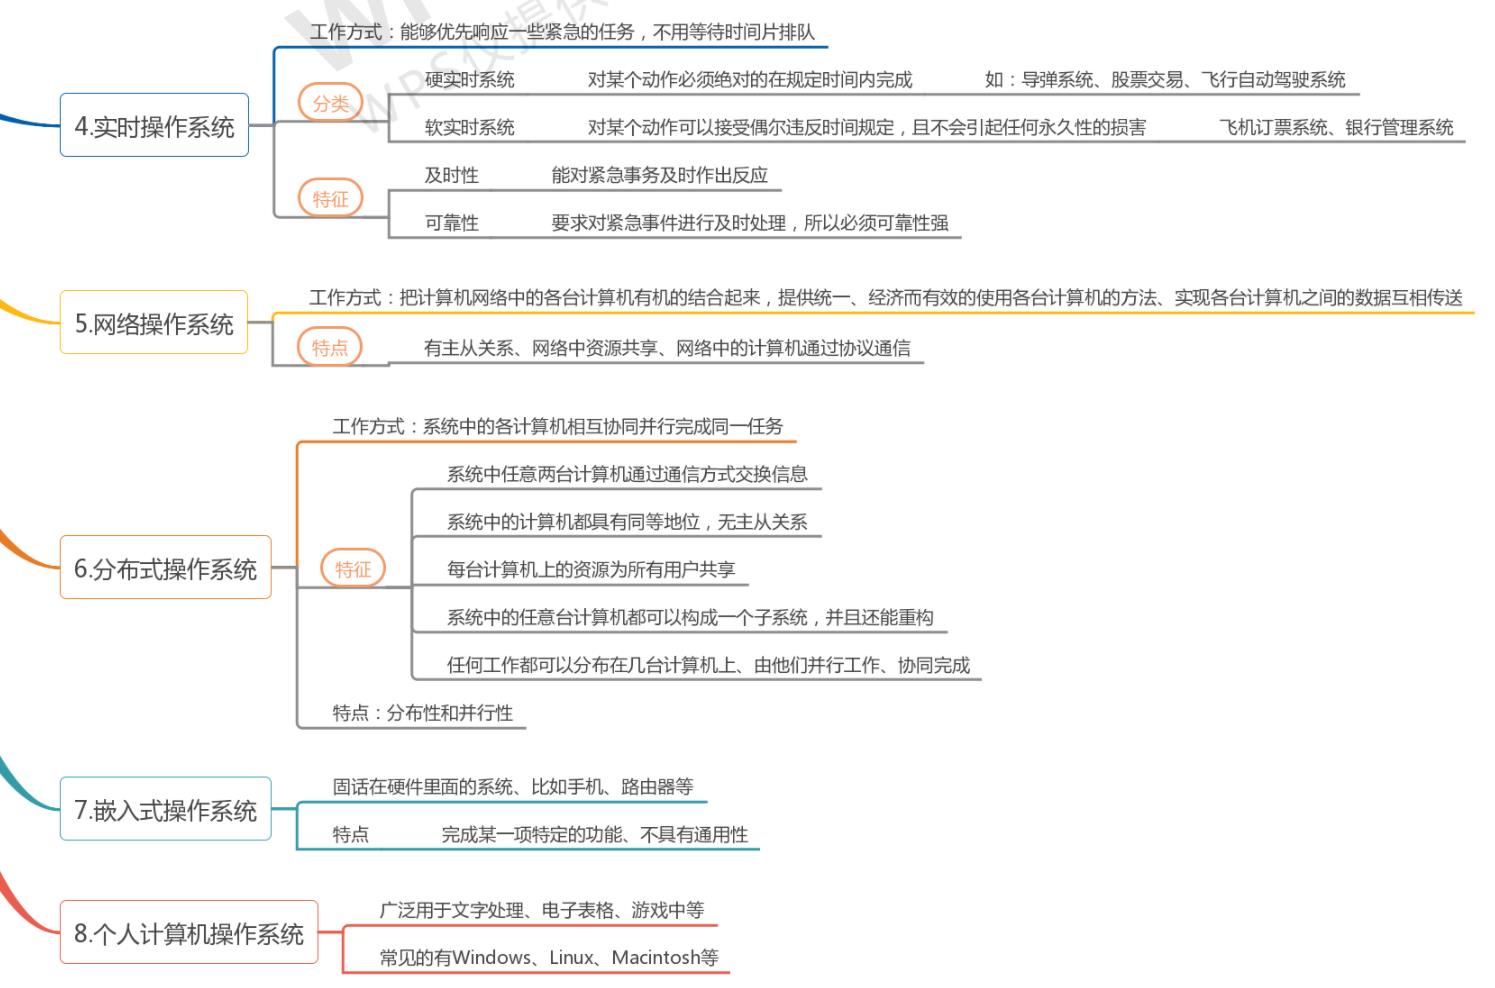 WPS仅提供
工作方式：能够优先响应一些紧急的任务，不用等待时间片排队
4.实时操作系统
分类
硬实时系统 对某个动作必须绝对的在规定时间内完成 如：导弹系统、股票交易、飞行自动驾驶系统
软实时系统 对某个动作可以接受偶尔违反时间规定，且不会引起任何永久性的损害 飞机订票系统、银行管理系统
特征
及时性 能对紧急事务及时作出反应
可靠性 要求对紧急事件进行及时处理，所以必须可靠性强
5.网络操作系统
工作方式：把计算机网络中的各台计算机有机的结合起来，提供统一、经济而有效的使用各台计算机的方法、实现各台计算机之间的数据互相传送
特点
有主从关系、网络中资源共享、网络中的计算机通过协议通信
6.分布式操作系统
工作方式：系统中的各计算机相互协同并行完成同一任务
特征
系统中任意两台计算机通过通信方式交换信息
系统中的计算机都具有同等地位，无主从关系
每台计算机上的资源为所有用户共享
系统中的任意台计算机都可以构成一个子系统，并且还能重构
任何工作都可以分布在几台计算机上、由他们并行工作、协同完成
特点：分布性和并行性
7.嵌入式操作系统
固话在硬件里面的系统、比如手机、路由器等
特点 完成某一项特定的功能、不具有通用性
8.个人计算机操作系统
广泛用于文字处理、电子表格、游戏中等
常见的有Windows、Linux、Macintosh等